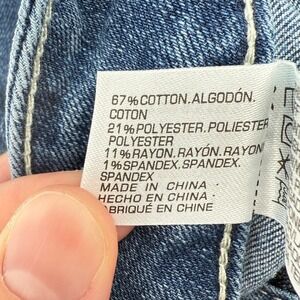 67%COTTON.ALGODÓN.
COTON
21%POLYESTER.POLIESTER
POLYESTER
11%RAYON.RAYÓN.RAYON
1%SPANDEX.SPANDEX.
SPANDEX
MADE IN CHINA
HECHO EN CHINA
ABRIQUÉ EN CHINE